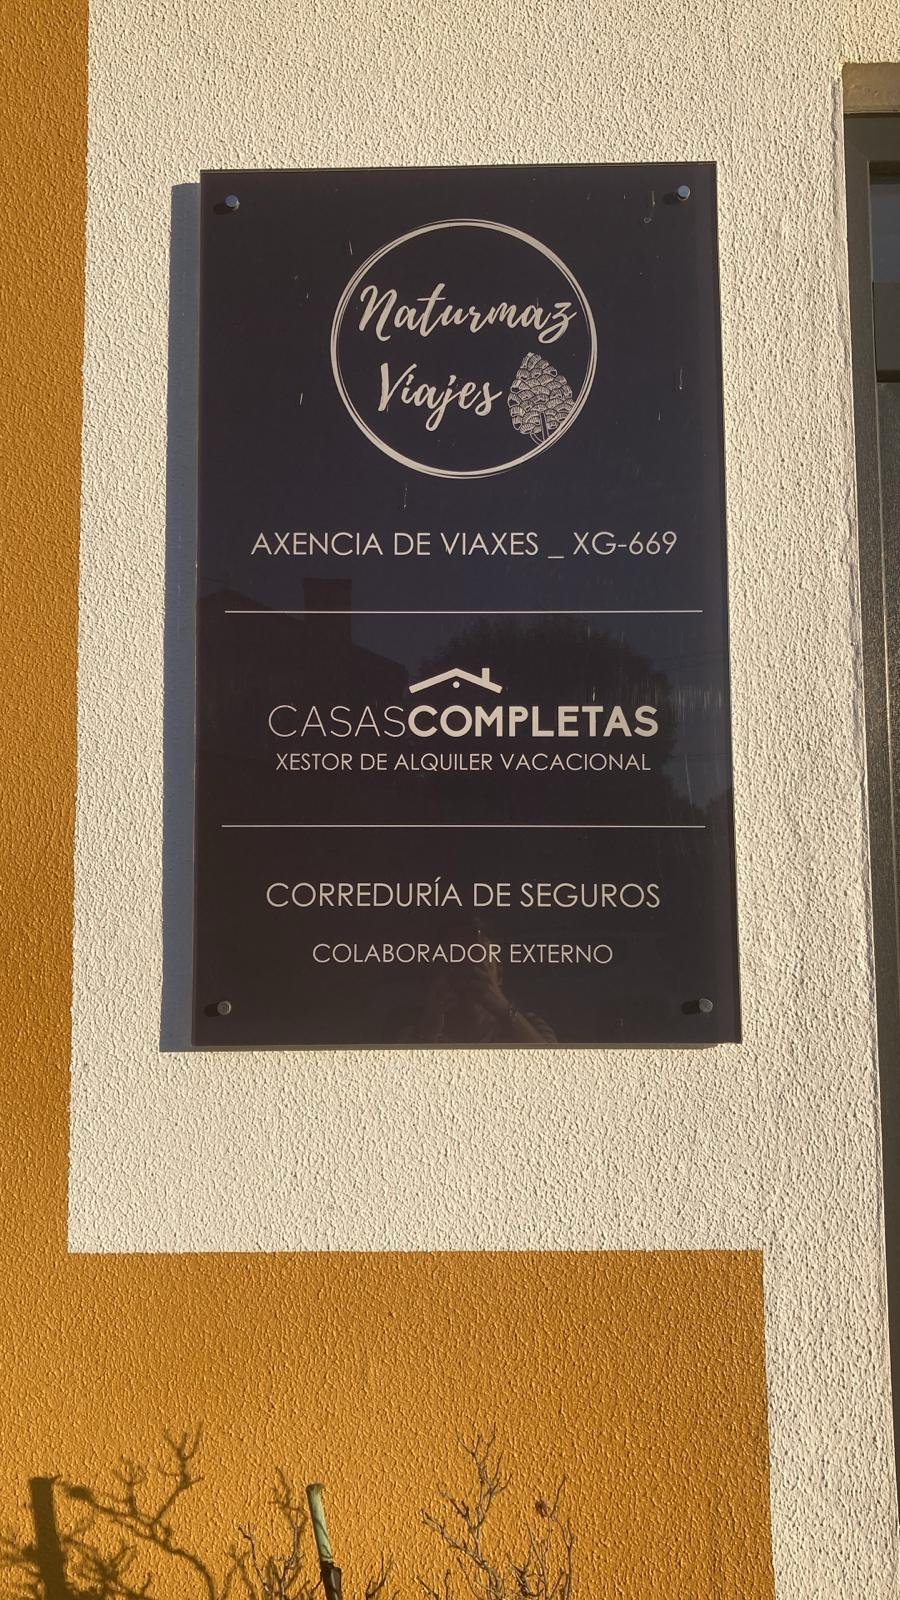 Naturmaz
Viajes
AXENCIA DE VIAXES _ XG-669
CASASCOMPLETAS
XESTOR DE ALQUILER VACACIONAL
CORREDURÍA DE SEGUROS
COLABORADOR EXTERNO